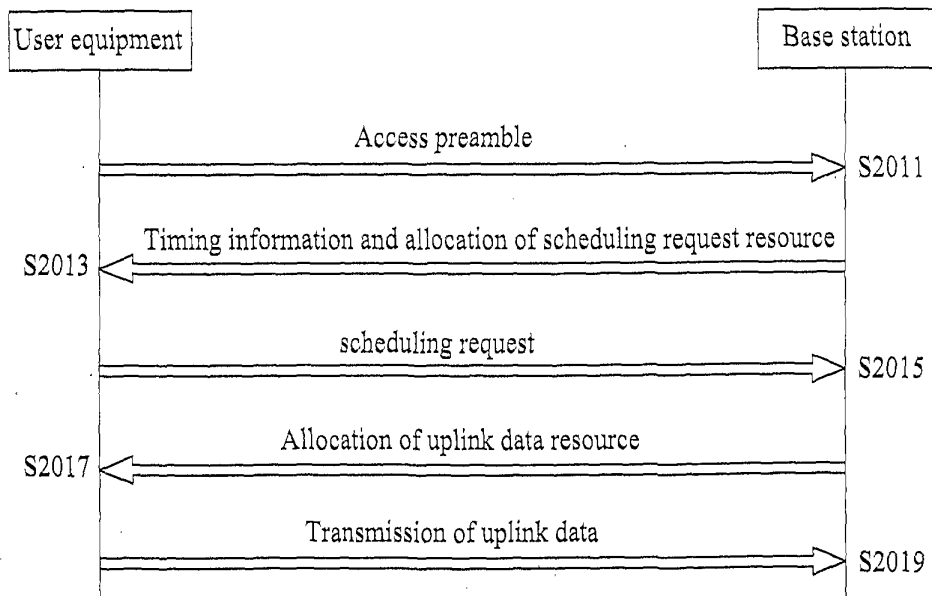 User equipment
Base station
Access preamble
S2011
Timing information and allocation of scheduling request resource
S2013
scheduling request
S2015
Allocation of uplink data resource
S2017
Transmission of uplink data
S2019